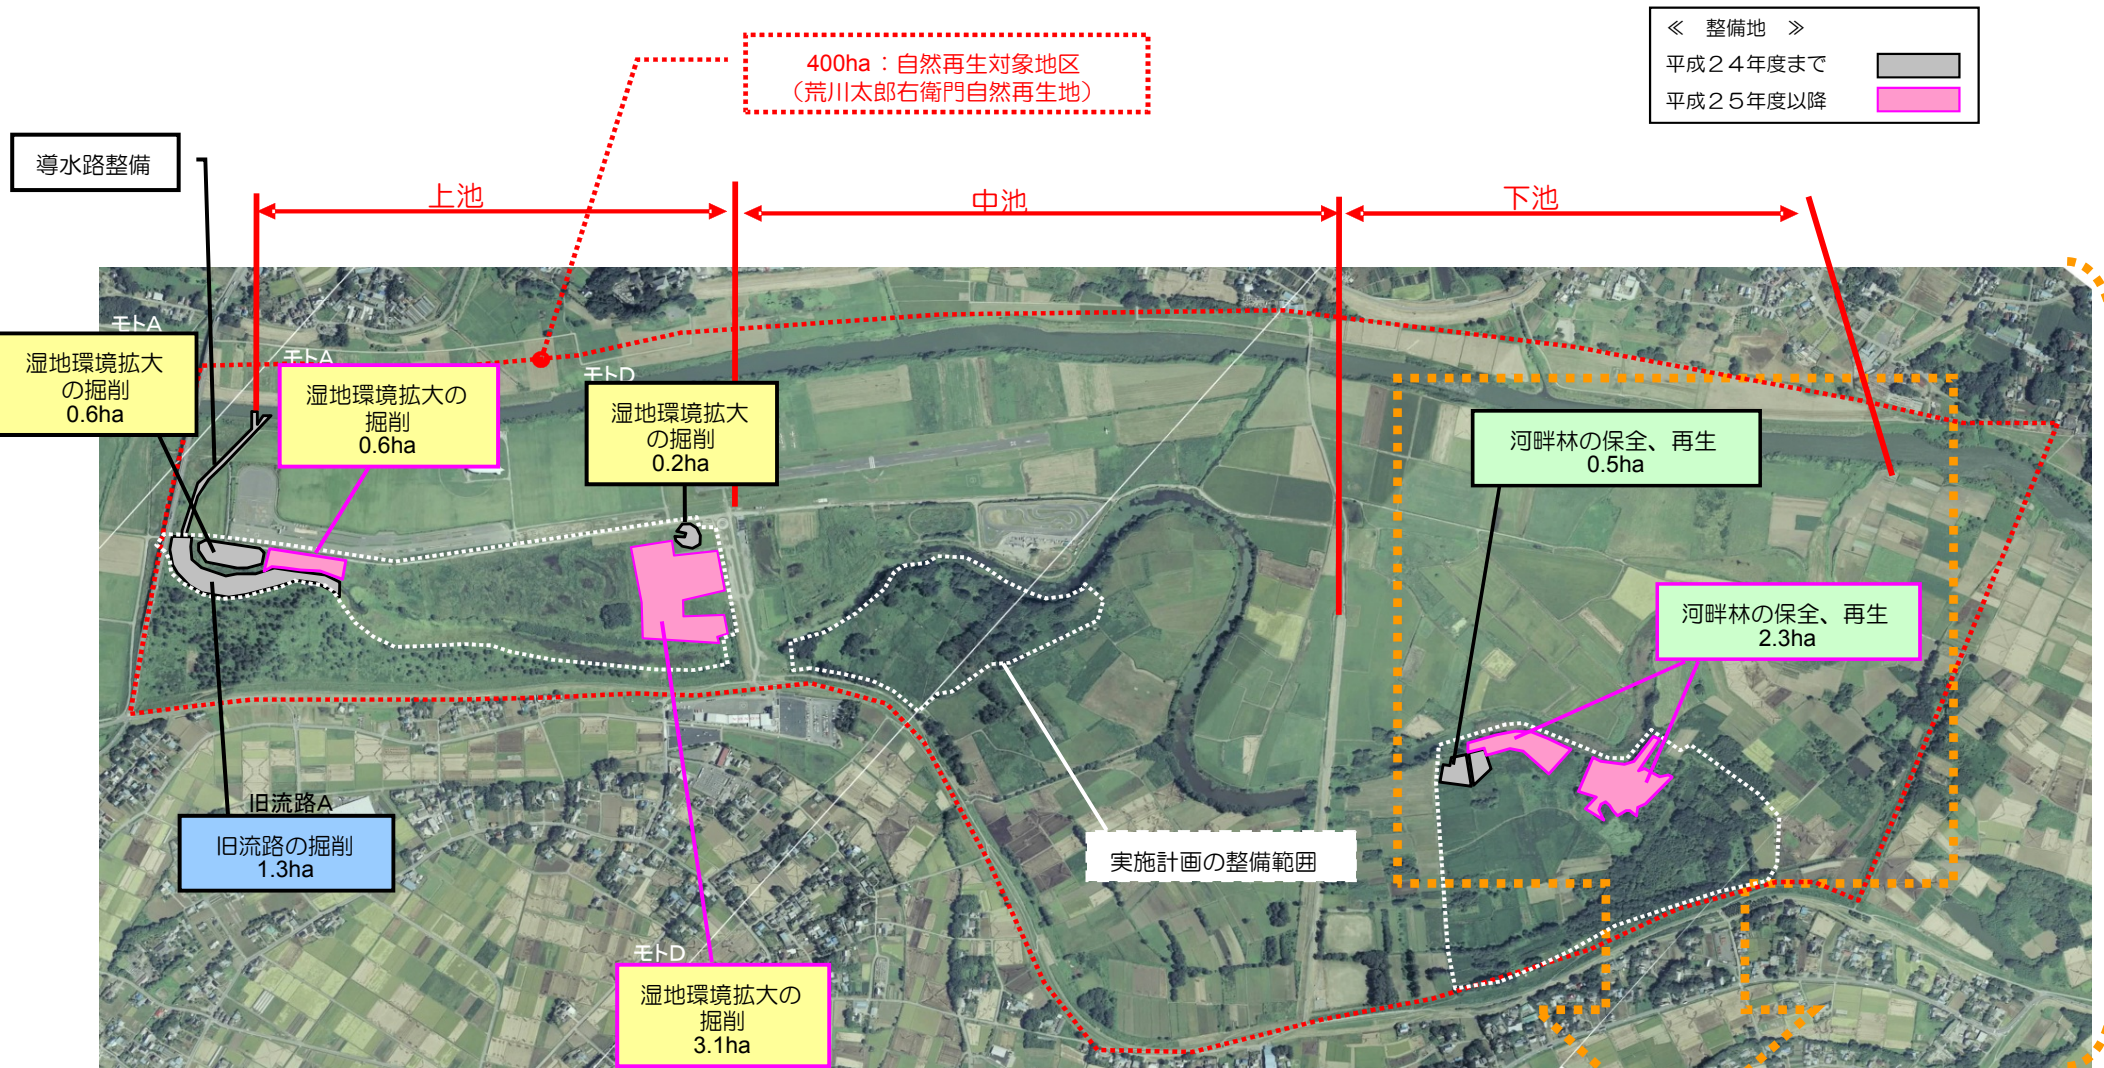 ≪ 整備地 ≫
平成２４年度まで
平成２５年度以降
400ha：自然再生対象地区
（荒川太郎右衛門自然再生地）
導水路整備
上池
中池
下池
モトA
湿地環境拡大
の掘削
0.6ha
モトA
湿地環境拡大の
掘削
0.6ha
モトD
湿地環境拡大
の掘削
0.2ha
河畔林の保全、再生
0.5ha
河畔林の保全、再生
2.3ha
旧流路A
旧流路の掘削
1.3ha
実施計画の整備範囲
モトD
湿地環境拡大の
掘削
3.1ha